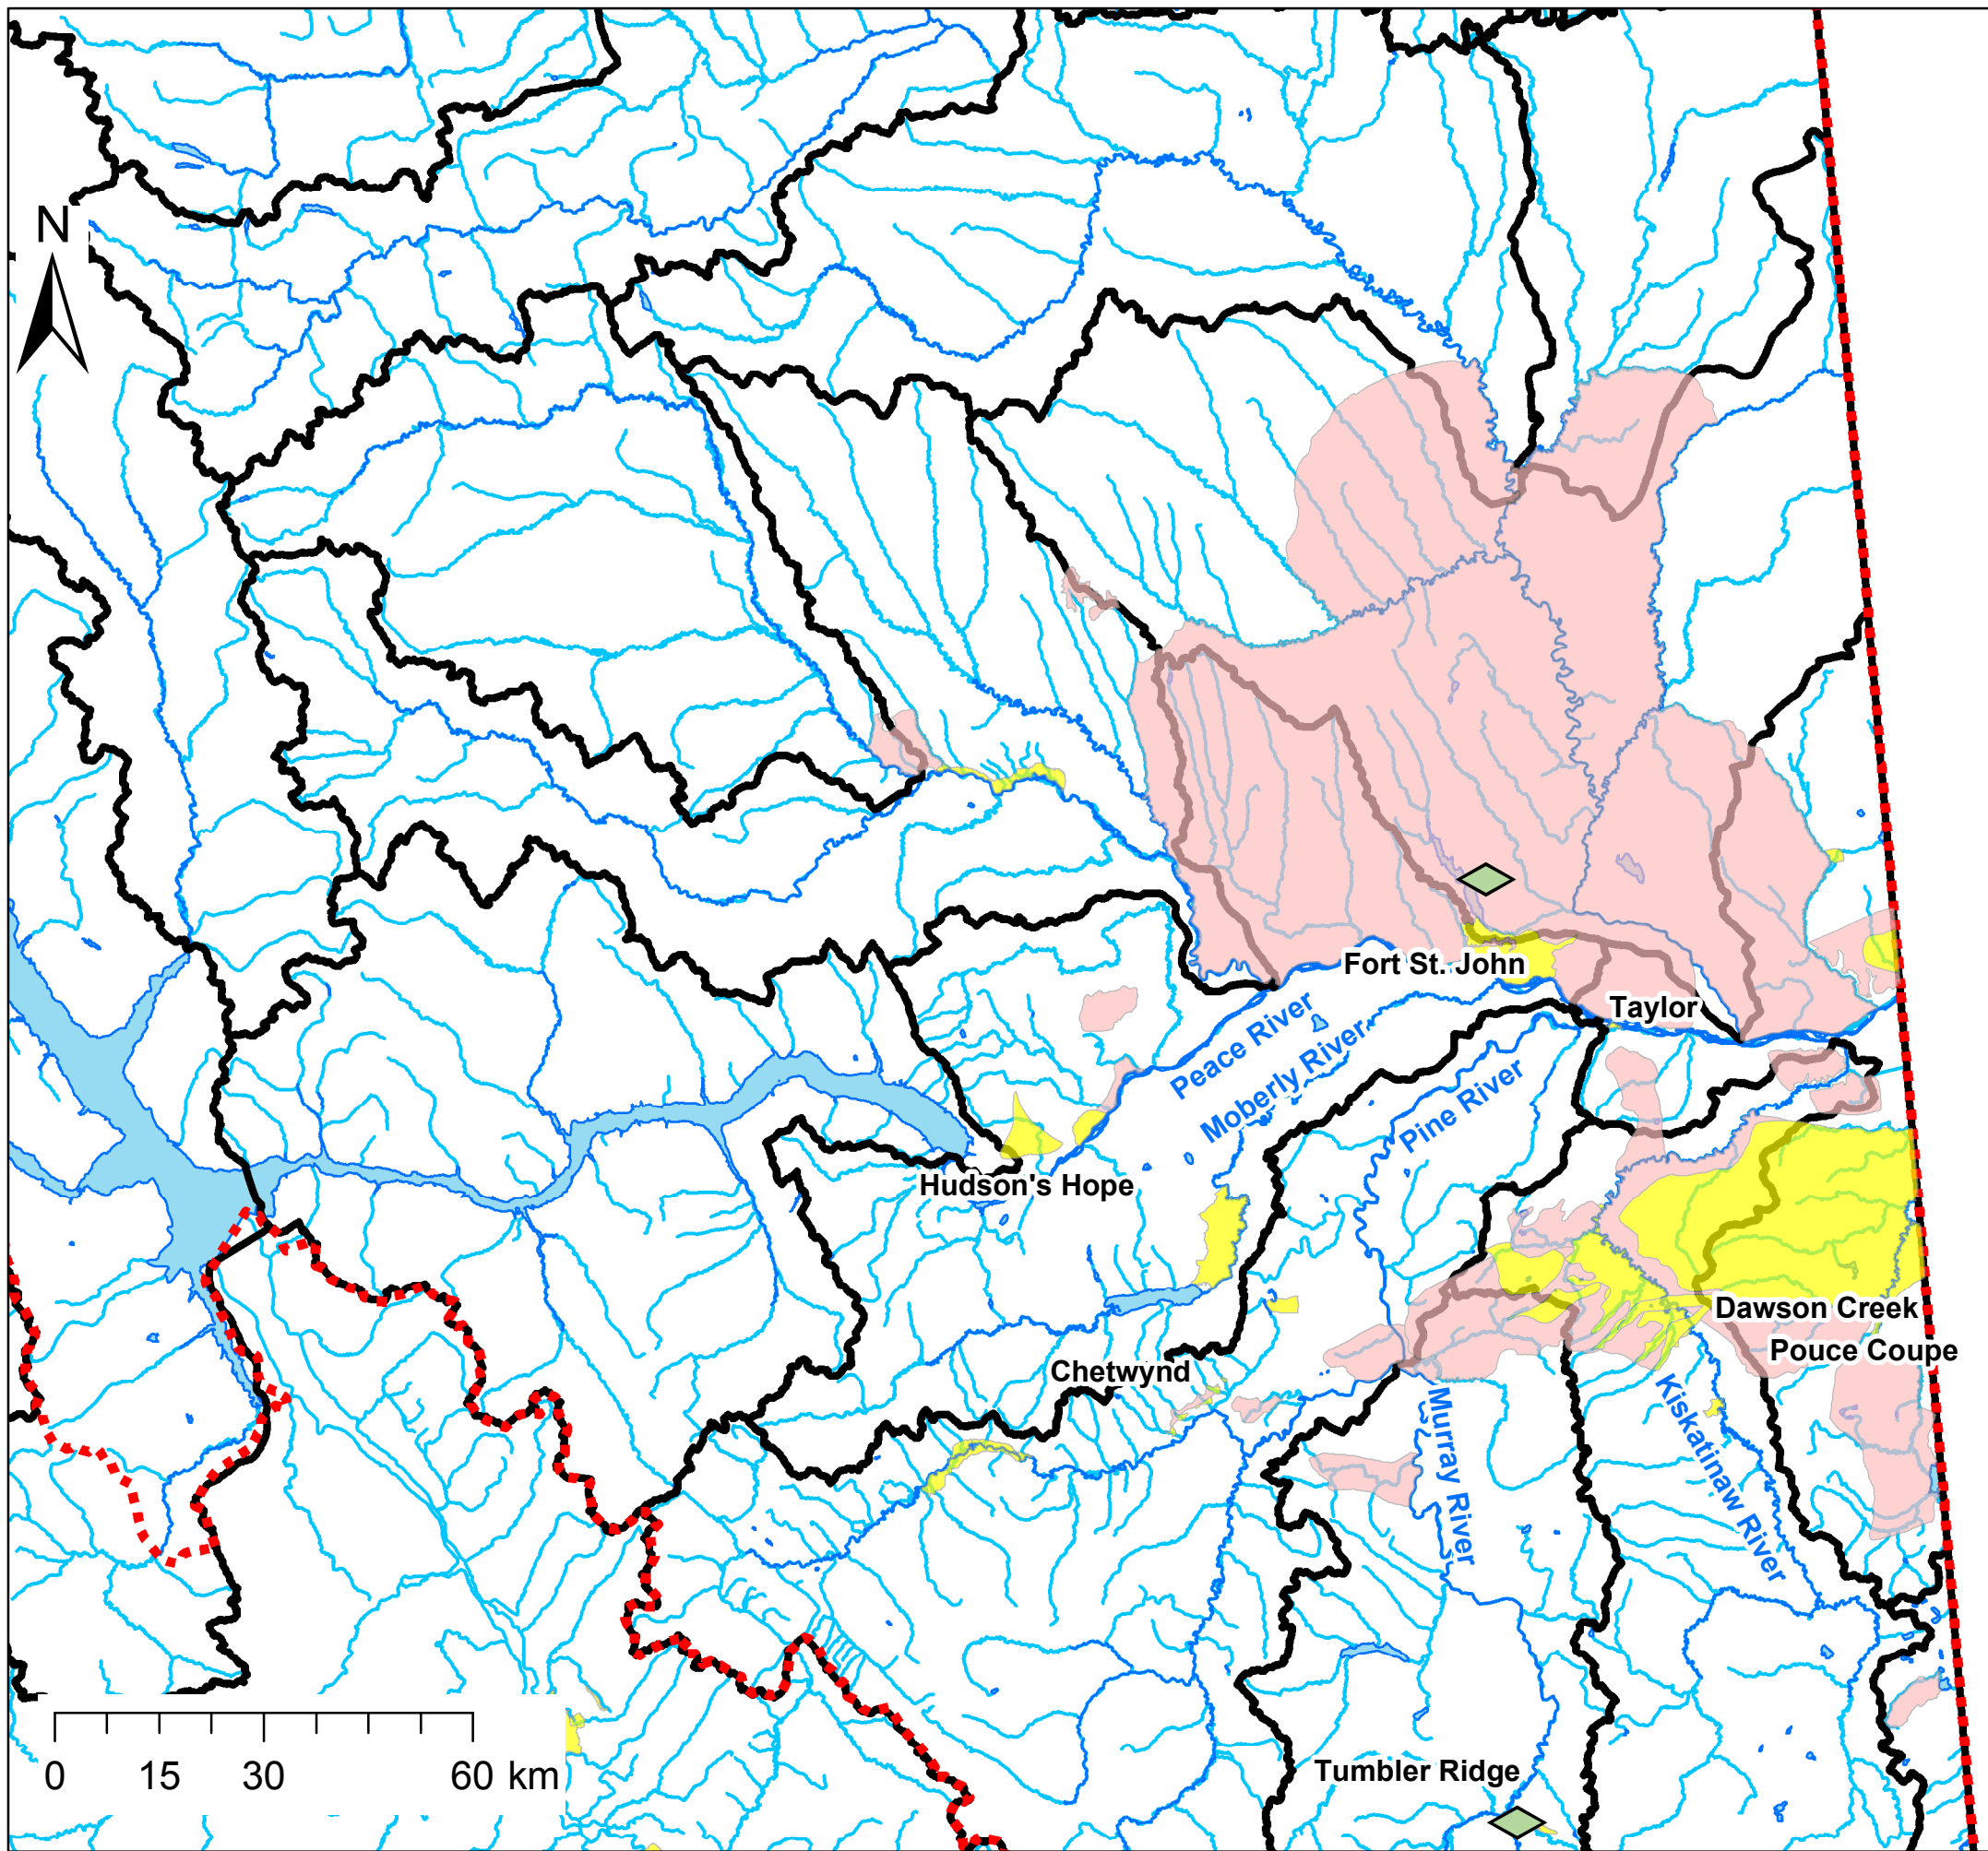 N
Fort St. John
Taylor
Peace River
Moberly River
Pine River
Hudson's Hope
Dawson Creek
Pouce Coupe
Chetwynd
Murray River
Kiskatinaw River
Tumbler Ridge
0 15 30 60 km